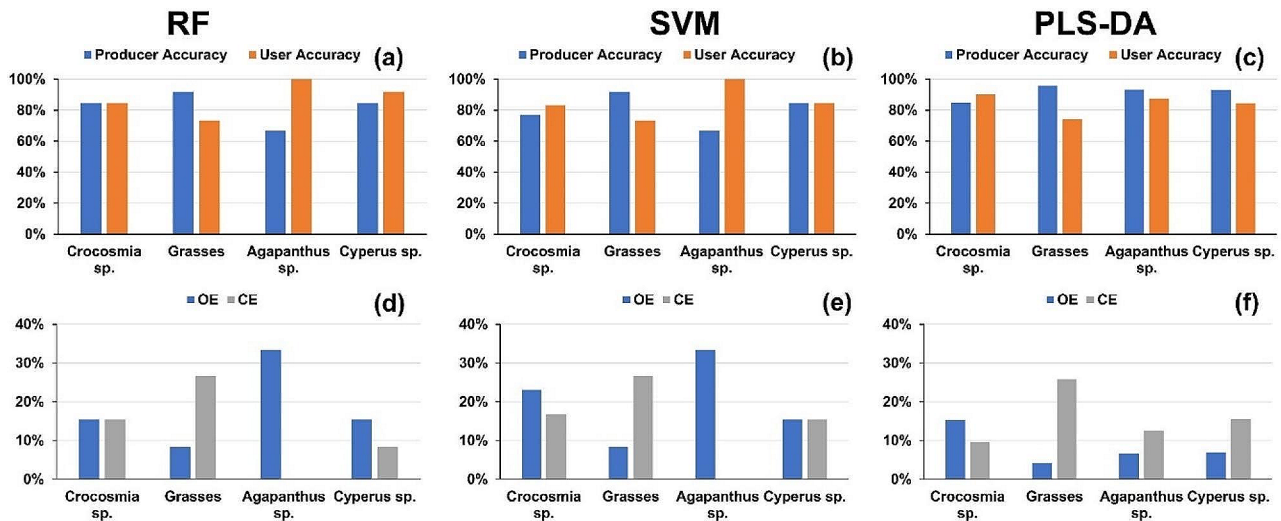 RF
SVM
PLS-DA
Producer Accuracy User Accuracy (a)
100%
80%
60%
40%
20%
0%
Crocosmia sp. Grasses Agapanthus sp. Cyperus sp.
Producer Accuracy User Accuracy (b)
100%
80%
60%
40%
20%
0%
Crocosmia sp. Grasses Agapanthus sp. Cyperus sp.
Producer Accuracy User Accuracy (c)
100%
80%
60%
40%
20%
0%
Crocosmia sp. Grasses Agapanthus sp. Cyperus sp.
OE CE (d)
40%
30%
20%
10%
0%
Crocosmia sp. Grasses Agapanthus sp. Cyperus sp.
OE CE (e)
40%
30%
20%
10%
0%
Crocosmia sp. Grasses Agapanthus sp. Cyperus sp.
OE CE (f)
40%
30%
20%
10%
0%
Crocosmia sp. Grasses Agapanthus sp. Cyperus sp.